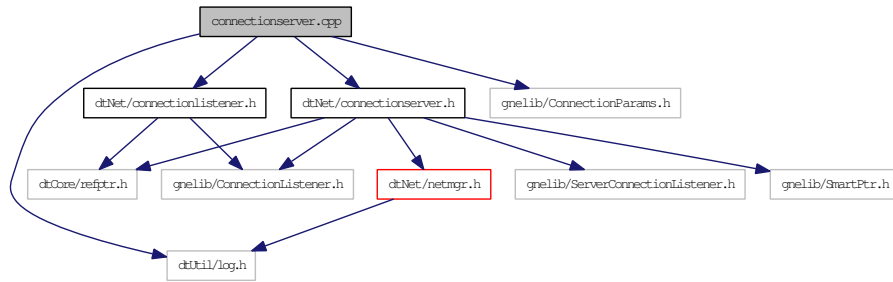 connectionserver.cpp
dtNet/connectionlistener.h
dtNet/connectionserver.h
gnelib/ConnectionParams.h
dtCore/refptr.h
gnelib/ConnectionListener.h
dtNet/netmgr.h
gnelib/ServerConnectionListener.h
gnelib/SmartPtr.h
dtUtil/log.h